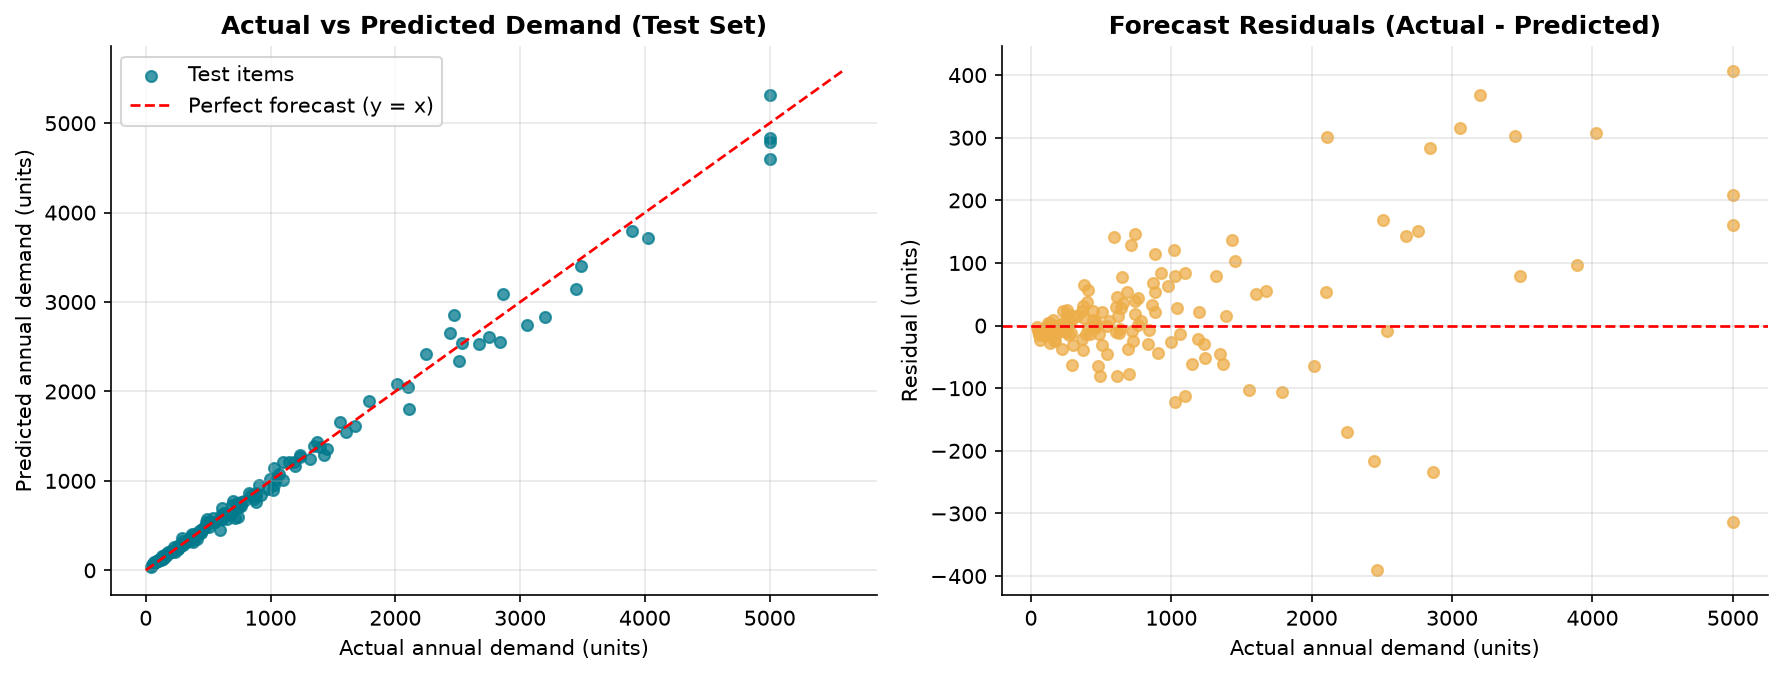 Actual vs Predicted Demand (Test Set)
Test items
Perfect forecast (y = x)
Predicted annual demand (units)
5000
4000
3000
2000
1000
0
0 1000 2000 3000 4000 5000
Actual annual demand (units)
Forecast Residuals (Actual - Predicted)
Residual (units)
400
300
200
100
0
−100
−200
−300
−400
0 1000 2000 3000 4000 5000
Actual annual demand (units)